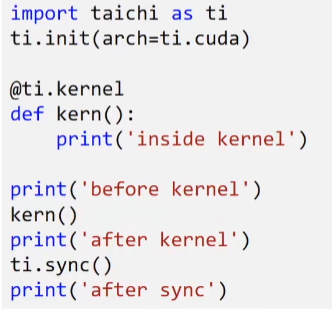 import taichi as ti
ti.init(arch=ti.cuda)

@ti.kernel
def kern():
    print('inside kernel')

print('before kernel')
kern()
print('after kernel')
ti.sync()
print('after sync')